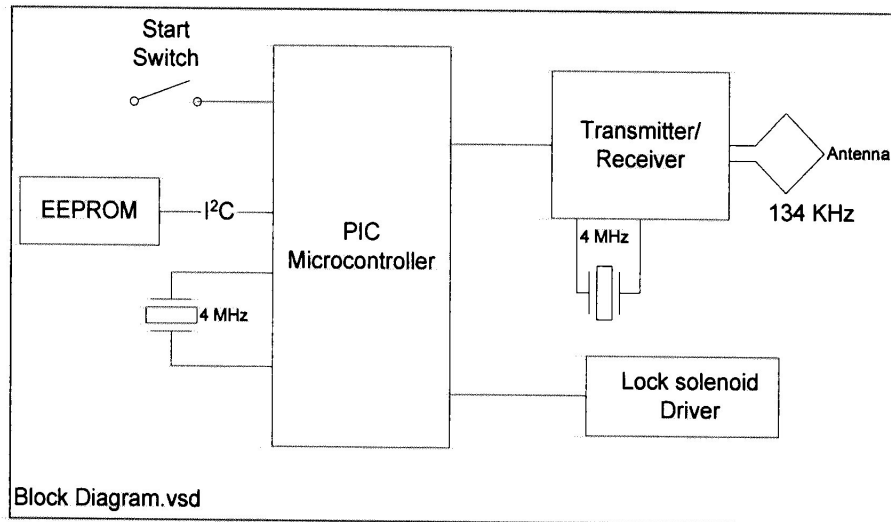 Start
Switch
EEPROM
I²C
4 MHz
PIC
Microcontroller
Transmitter/
Receiver
Antenna
134 KHz
4 MHz
Lock solenoid
Driver
Block Diagram.vsd